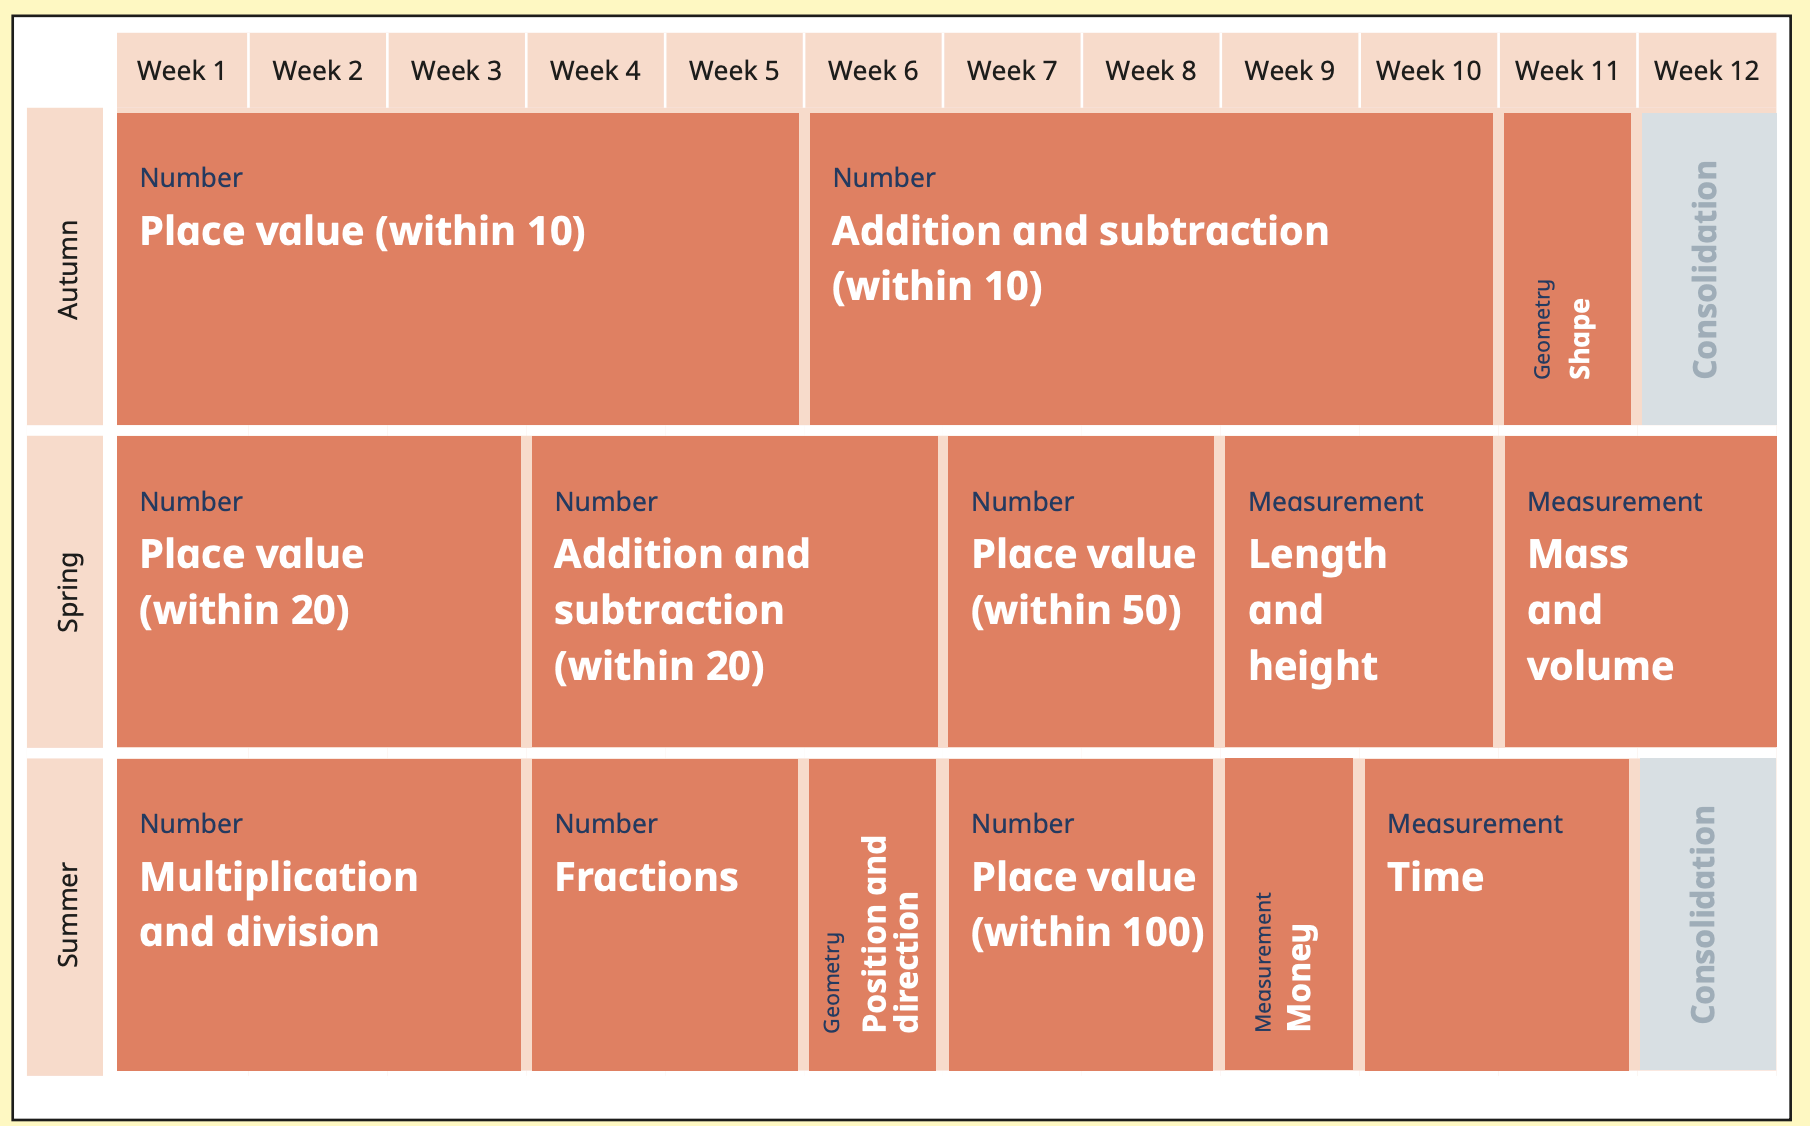 Week 1
Week 2
Week 3
Week 4
Week 5
Week 6
Week 7
Week 8
Week 9
Week 10
Week 11
Week 12
Autumn
Number
Place value (within 10)
Number
Addition and subtraction
(within 10)
Geometry
Shape
Consolidation
Spring
Number
Place value
(within 20)
Number
Addition and
subtraction
(within 20)
Number
Place value
(within 50)
Measurement
Length
and
height
Measurement
Mass
and
volume
Summer
Number
Multiplication
and division
Number
Fractions
Geometry
Position and
direction
Number
Place value
(within 100)
Measurement
Money
Measurement
Time
Consolidation